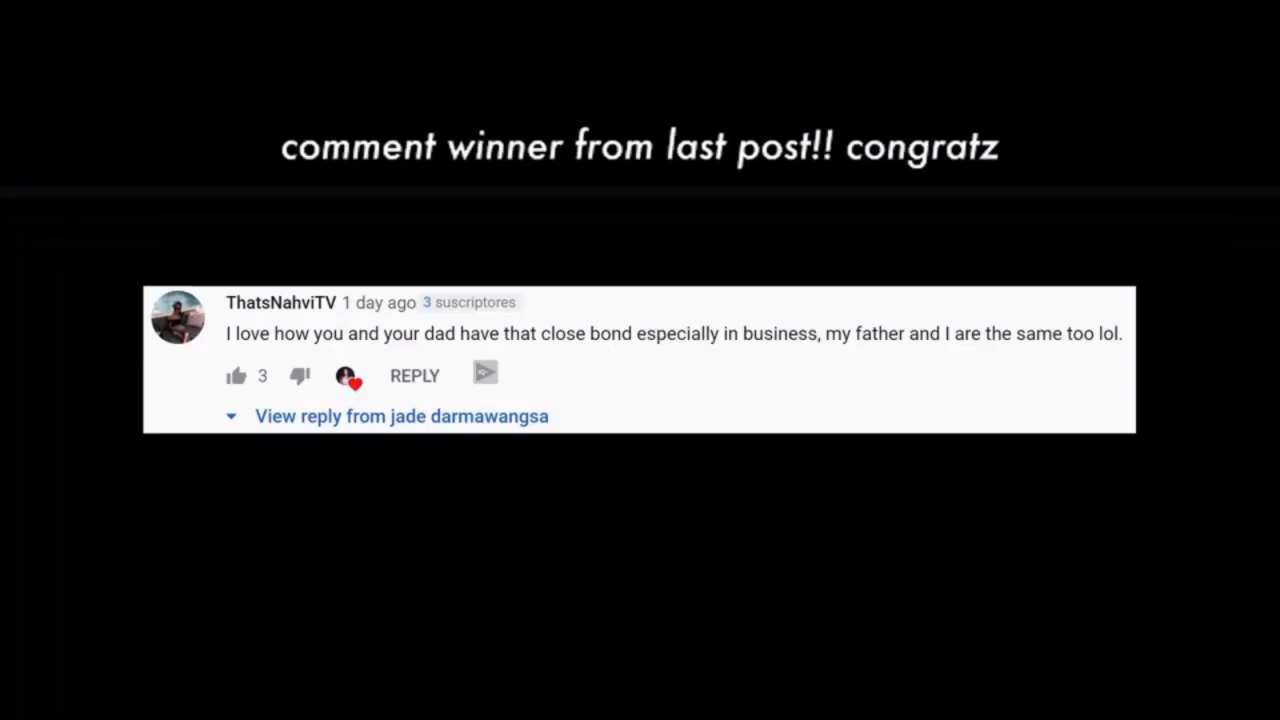 comment winner from last post!! congratz
ThatsNahviTV 1 day ago 3 suscriptores
I love how you and your dad have that close bond especially in business, my father and I are the same too lol.
3 REPLY
View reply from jade darmawangsa